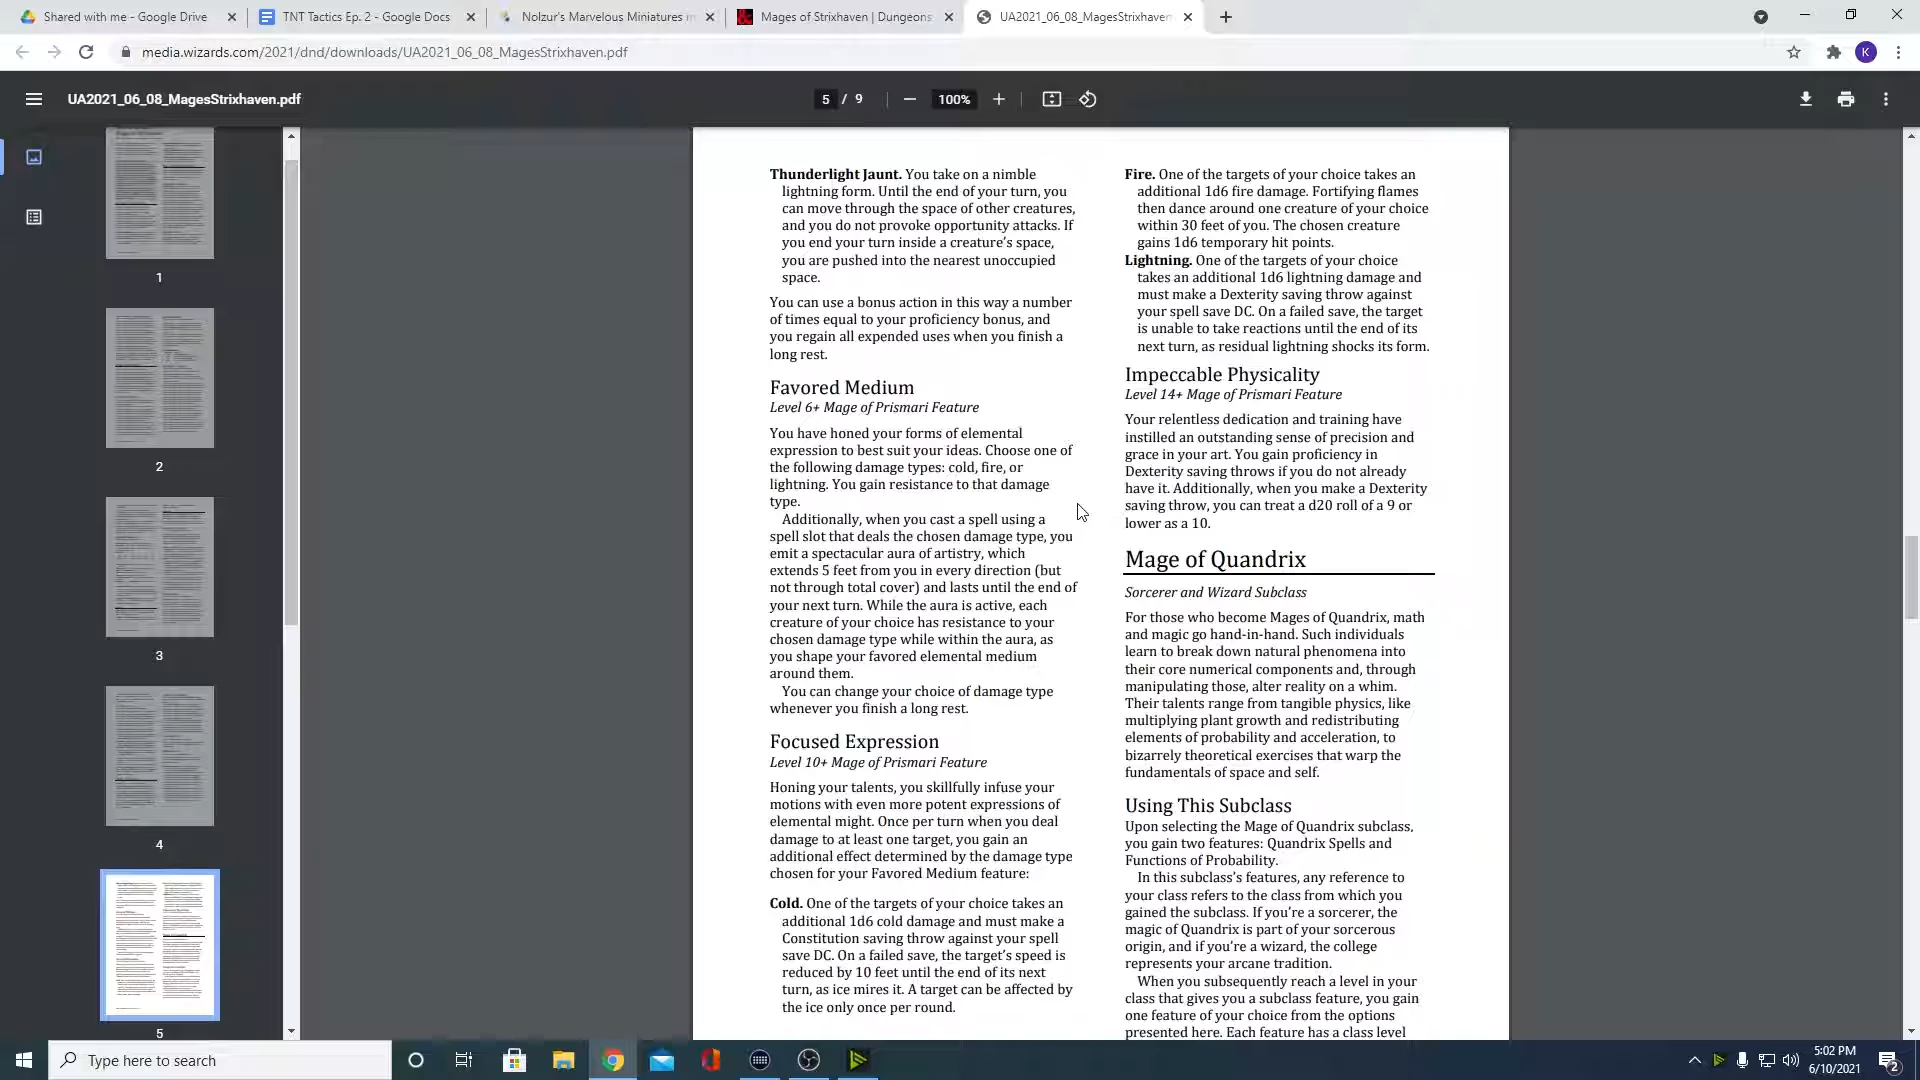 Shared with me - Google Drive
TNT Tactics Ep. 2 - Google Docs
Nolzur's Marvelous Miniatures
Mages of Strixhaven | Dungeons
UA2021_06_08_MagesStrixhaven
media.wizards.com/2021/dnd/downloads/UA2021_06_08_MagesStrixhaven.pdf
K
UA2021_06_08_MagesStrixhaven.pdf
5 / 9
100%
1
2
3
4
5
Thunderlight Jaunt. You take on a nimble
lightning form. Until the end of your turn, you
can move through the space of other creatures,
and you do not provoke opportunity attacks. If
you end your turn inside a creature's space,
you are pushed into the nearest unoccupied
space.
You can use a bonus action in this way a number
of times equal to your proficiency bonus, and
you regain all expended uses when you finish a
long rest.
Favored Medium
Level 6+ Mage of Prismari Feature
You have honed your forms of elemental
expression to best suit your ideas. Choose one of
the following damage types: cold, fire, or
lightning. You gain resistance to that damage
type.
Additionally, when you cast a spell using a
spell slot that deals the chosen damage type, you
emit a spectacular aura of artistry, which
extends 5 feet from you in every direction (but
not through total cover) and lasts until the end of
your next turn. While the aura is active, each
creature of your choice has resistance to your
chosen damage type while within the aura, as
you shape your favored elemental medium
around them.
You can change your choice of damage type
whenever you finish a long rest.
Focused Expression
Level 10+ Mage of Prismari Feature
Honing your talents, you skillfully infuse your
motions with even more potent expressions of
elemental might. Once per turn when you deal
damage to at least one target, you gain an
additional effect determined by the damage type
chosen for your Favored Medium feature:
Cold. One of the targets of your choice takes an
additional 1d6 cold damage and must make a
Constitution saving throw against your spell
save DC. On a failed save, the target's speed is
reduced by 10 feet until the end of its next
turn, as ice mires it. A target can be affected by
the ice only once per round.
Fire. One of the targets of your choice takes an
additional 1d6 fire damage. Fortifying flames
then dance around one creature of your choice
within 30 feet of you. The chosen creature
gains 1d6 temporary hit points.
Lightning. One of the targets of your choice
takes an additional 1d6 lightning damage and
must make a Dexterity saving throw against
your spell save DC. On a failed save, the target
is unable to take reactions until the end of its
next turn, as residual lightning shocks its form.
Impeccable Physicality
Level 14+ Mage of Prismari Feature
Your relentless dedication and training have
instilled an outstanding sense of precision and
grace in your art. You gain proficiency in
Dexterity saving throws if you do not already
have it. Additionally, when you make a Dexterity
saving throw, you can treat a d20 roll of a 9 or
lower as a 10.
Mage of Quandrix
Sorcerer and Wizard Subclass
For those who become Mages of Quandrix, math
and magic go hand-in-hand. Such individuals
learn to break down natural phenomena into
their core numerical components and, through
manipulating those, alter reality on a whim.
Their talents range from tangible physics, like
multiplying plant growth and redistributing
elements of probability and acceleration, to
bizarrely theoretical exercises that warp the
fundamentals of space and self.
Using This Subclass
Upon selecting the Mage of Quandrix subclass,
you gain two features: Quandrix Spells and
Functions of Probability.
In this subclass's features, any reference to
your class refers to the class from which you
gained the subclass. If you're a sorcerer, the
magic of Quandrix is part of your sorcerous
origin, and if you're a wizard, the college
represents your arcane tradition.
When you subsequently reach a level in your
class that gives you a subclass feature, you gain
one feature of your choice from the options
presented here. Each feature has a class level
Type here to search
5:02 PM
6/10/2021
2